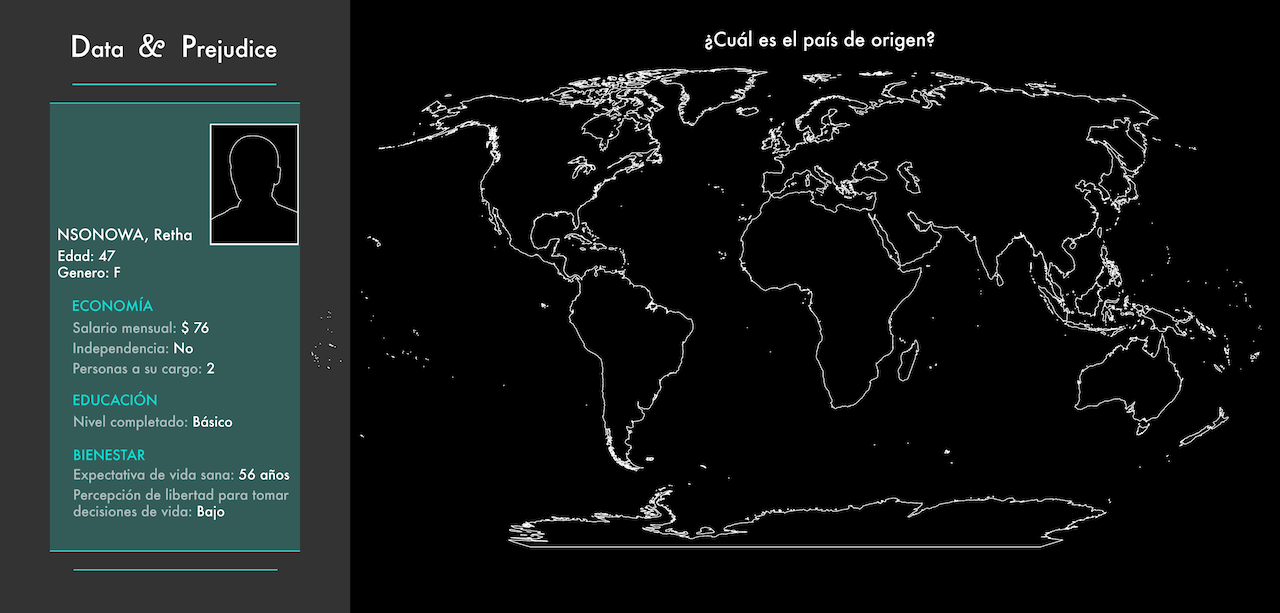 Data & Prejudice
¿Cuál es el país de origen?
NSONOWA, Retha
Edad: 47
Genero: F
ECONOMÍA
Salario mensual: $ 76
Independencia: No
Personas a su cargo: 2
EDUCACIÓN
Nivel completado: Básico
BIENESTAR
Expectativa de vida sana: 56 años
Percepción de libertad para tomar
decisiones de vida: Bajo